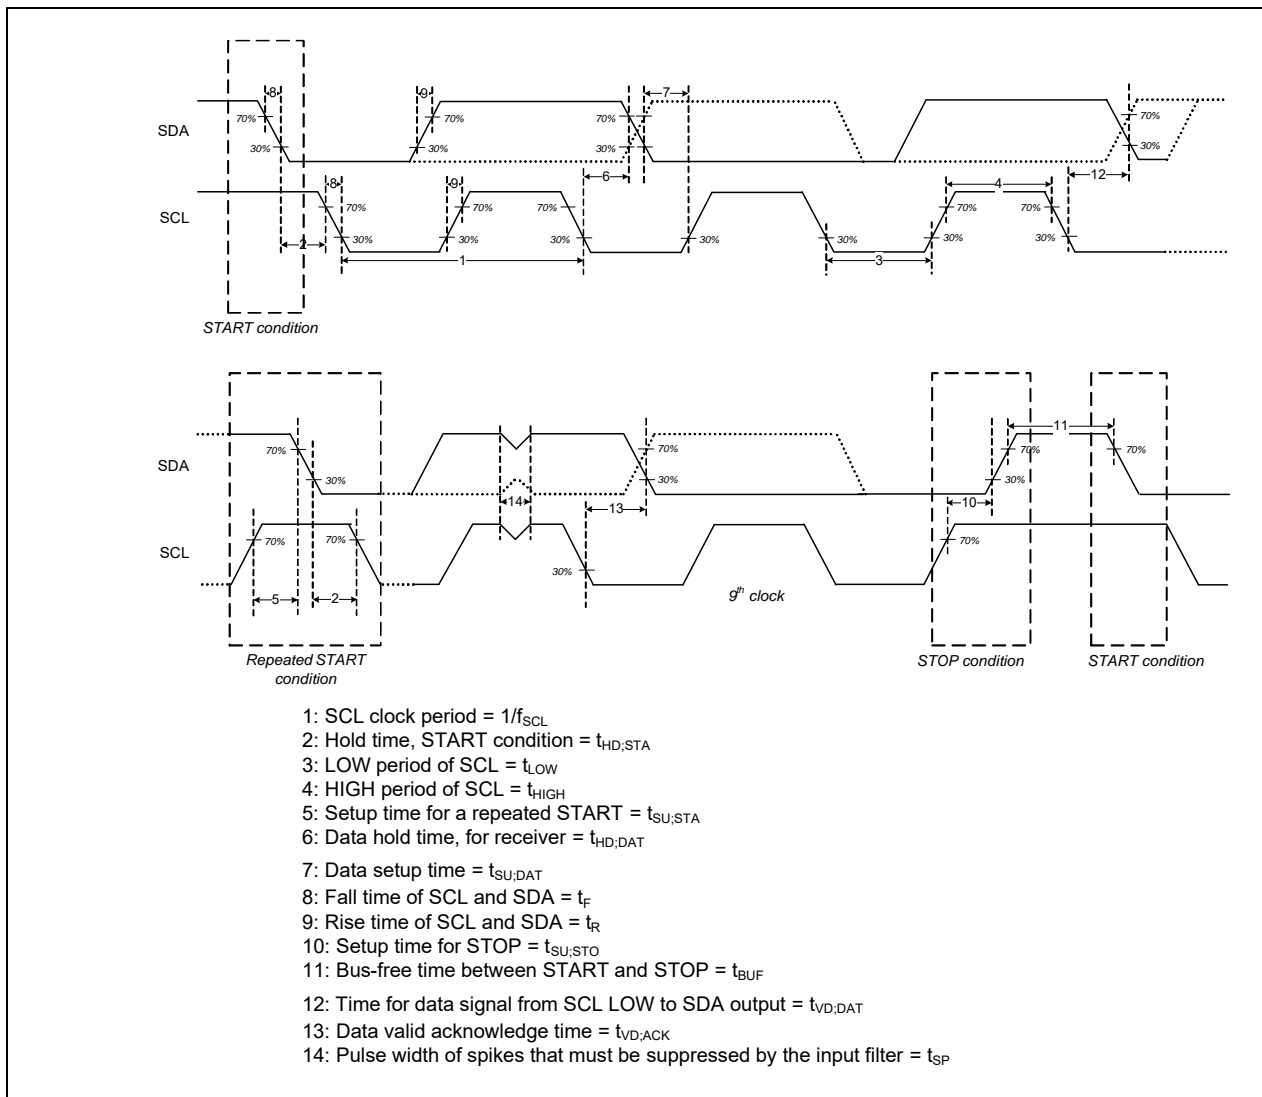 8 9 7
70% 70% 70% 70%
SDA
30% 30% 30% 30%
8 9 6 4 12
SCL
70% 70% 70% 70% 70%
2 30% 30% 30% 30% 30% 30% 30%
1 3
START condition
11
SDA
70% 70% 70% 70%
30% 30% 30%
14 13 10
SCL
70% 70% 70%
30%
5 2
9th clock
Repeated START
condition
STOP condition
START condition
1: SCL clock period = 1/fSCL
2: Hold time, START condition = tHD;STA
3: LOW period of SCL = tLOW
4: HIGH period of SCL = tHIGH
5: Setup time for a repeated START = tSU;STA
6: Data hold time, for receiver = tHD;DAT
7: Data setup time = tSU;DAT
8: Fall time of SCL and SDA = tF
9: Rise time of SCL and SDA = tR
10: Setup time for STOP = tSU;STO
11: Bus-free time between START and STOP = tBUF
12: Time for data signal from SCL LOW to SDA output = tVD;DAT
13: Data valid acknowledge time = tVD;ACK
14: Pulse width of spikes that must be suppressed by the input filter = tSP